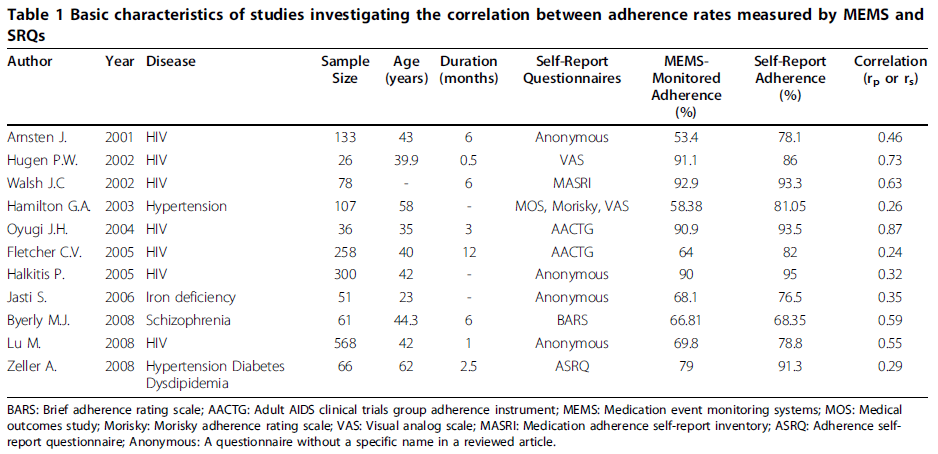 Table 1 Basic characteristics of studies investigating the correlation between adherence rates measured by MEMS and
SRQs
Author Year Disease Sample Size Age (years) Duration (months) Self-Report Questionnaires MEMS-Monitored Adherence (%) Self-Report Adherence (%) Correlation (rp or rs)
Arnsten J. 2001 HIV 133 43 6 Anonymous 53.4 78.1 0.46
Hugen P.W. 2002 HIV 26 39.9 0.5 VAS 91.1 86 0.73
Walsh J.C 2002 HIV 78 - 6 MASRI 92.9 93.3 0.63
Hamilton G.A. 2003 Hypertension 107 58 - MOS, Morisky, VAS 58.38 81.05 0.26
Oyugi J.H. 2004 HIV 36 35 3 AACTG 90.9 93.5 0.87
Fletcher C.V. 2005 HIV 258 40 12 AACTG 64 82 0.24
Halkitis P. 2005 HIV 300 42 - Anonymous 90 95 0.32
Jasti S. 2006 Iron deficiency 51 23 - Anonymous 68.1 76.5 0.35
Byerly M.J. 2008 Schizophrenia 61 44.3 6 BARS 66.81 68.35 0.59
Lu M. 2008 HIV 568 42 1 Anonymous 69.8 78.8 0.55
Zeller A. 2008 Hypertension Diabetes 66 62 2.5 ASRQ 79 91.3 0.29
Dysdipidemia
BARS: Brief adherence rating scale; AACTG: Adult AIDS clinical trials group adherence instrument; MEMS: Medication event monitoring systems; MOS: Medical
outcomes study; Morisky: Morisky adherence rating scale; VAS: Visual analog scale; MASRI: Medication adherence self-report inventory; ASRQ: Adherence self-
report questionnaire; Anonymous: A questionnaire without a specific name in a reviewed article.